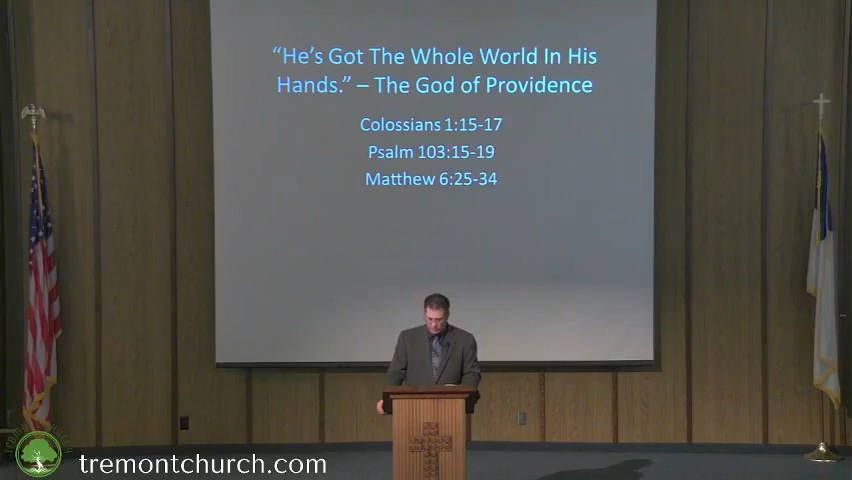 “He’s Got The Whole World In His
Hands.” – The God of Providence
Colossians 1:15-17
Psalm 103:15-19
Matthew 6:25-34
tremontchurch.com